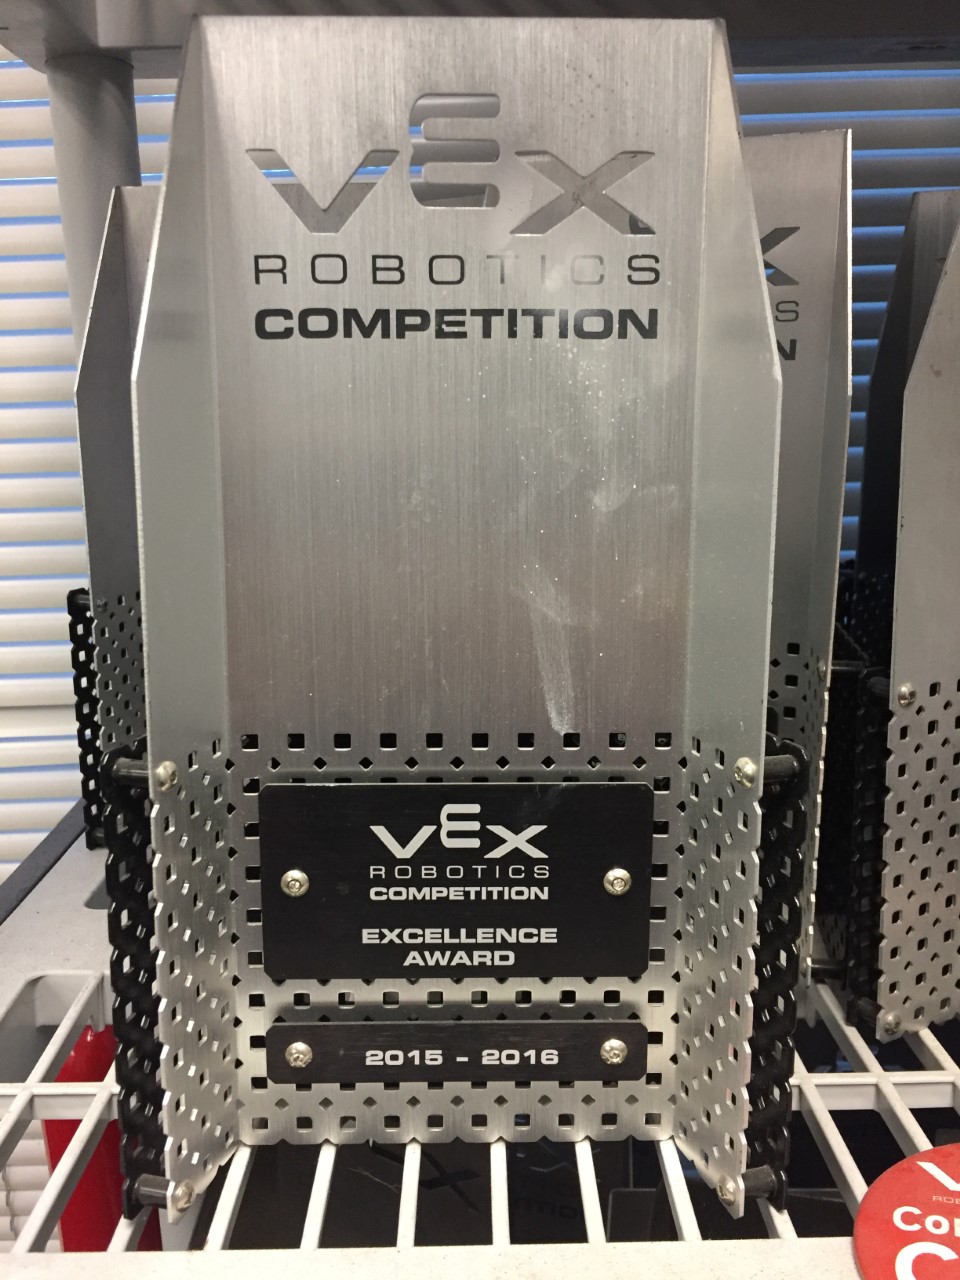 VEX
ROBOTICS
COMPETITION
VEX
ROBOTICS
COMPETITION
EXCELLENCE
AWARD
2015 - 2016
X
S
N